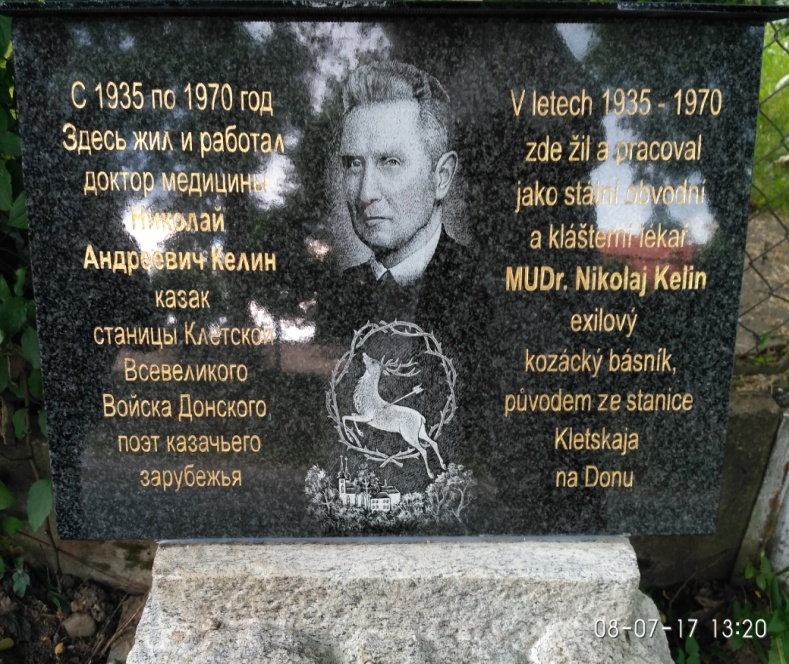 С 1935 по 1970 год
Здесь жил и работал
доктор медицины
Николай
Андреевич Келин
казак
станицы Клетской
Всевеликого
Войска Донского
поэт казачьего
зарубежья
V letech 1935 - 1970
zde žil a pracoval
jako státní obvodní
a klášterní lékař
MUDr. Nikolaj Kelin
exilový
kozácký básník,
původem ze stanice
Kletskaja
na Donu
08-07-17 13:20